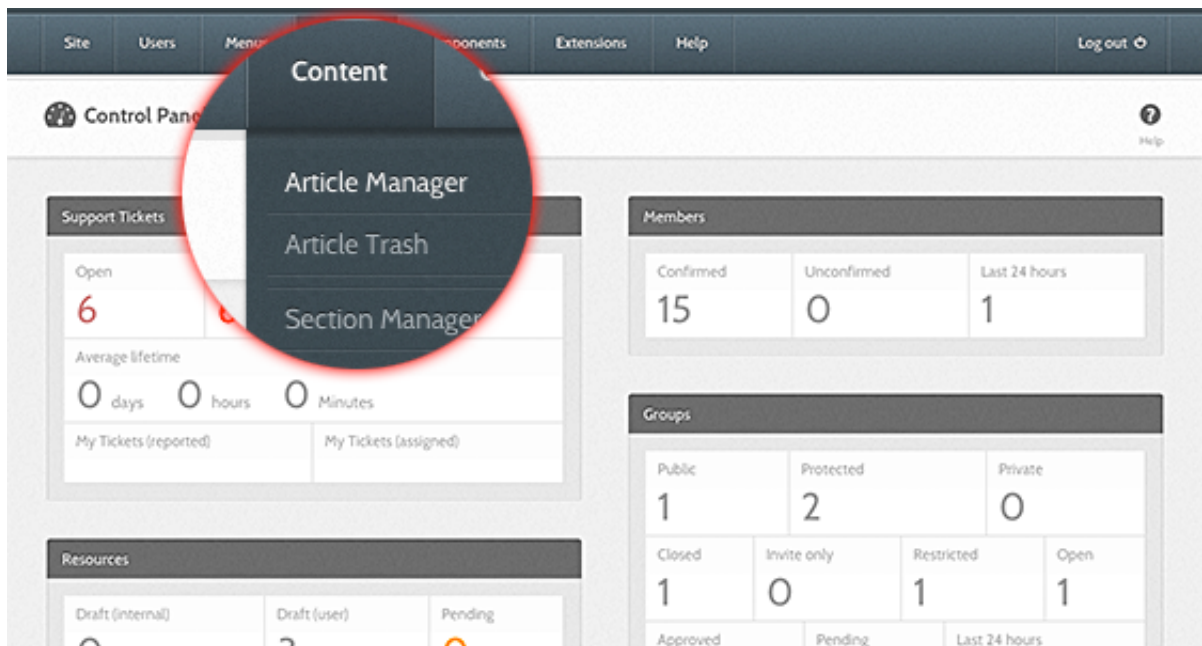 Site Users Content Extensions Help Log out
Control
Help
Article Manager
Article Trash
Section Manager
Support Tickets
Open
6
Average lifetime
0 days 0 hours 0 Minutes
My Tickets (reported) My Tickets (assigned)
Resources
Draft (internal) Draft (user) Pending
Members
Confirmed Unconfirmed Last 24 hours
15 0 1
Groups
Public Protected Private
1 2 0
Closed Invite only Restricted Open
1 0 1 1
Approved Pending Last 24 hours